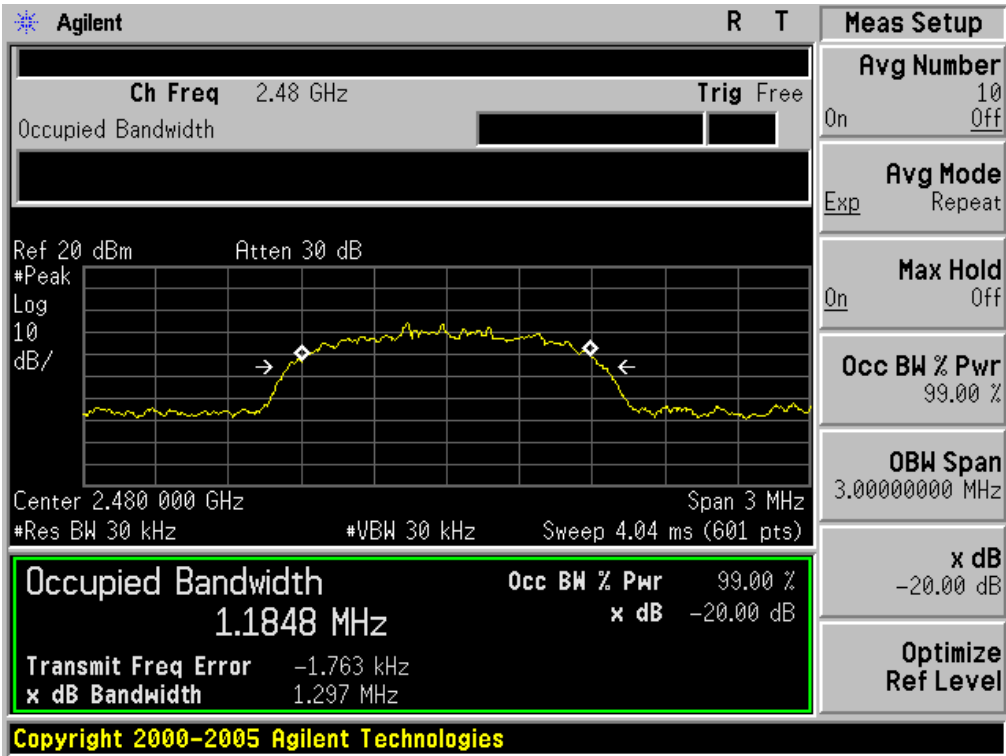 Agilent R T
Ch Freq 2.48 GHz Trig Free
Occupied Bandwidth
Ref 20 dBm Atten 30 dB
#Peak
Log
10
dB/
Center 2.480 000 GHz Span 3 MHz
#Res BW 30 kHz #VBW 30 kHz Sweep 4.04 ms (601 pts)
Occupied Bandwidth Occ BW % Pwr 99.00 %
1.1848 MHz x dB -20.00 dB
Transmit Freq Error -1.763 kHz
x dB Bandwidth 1.297 MHz
Copyright 2000-2005 Agilent Technologies
Meas Setup
Avg Number
10
On Off
Avg Mode
Exp Repeat
Max Hold
On Off
Occ BW % Pwr
99.00 %
OBW Span
3.00000000 MHz
x dB
-20.00 dB
Optimize
Ref Level